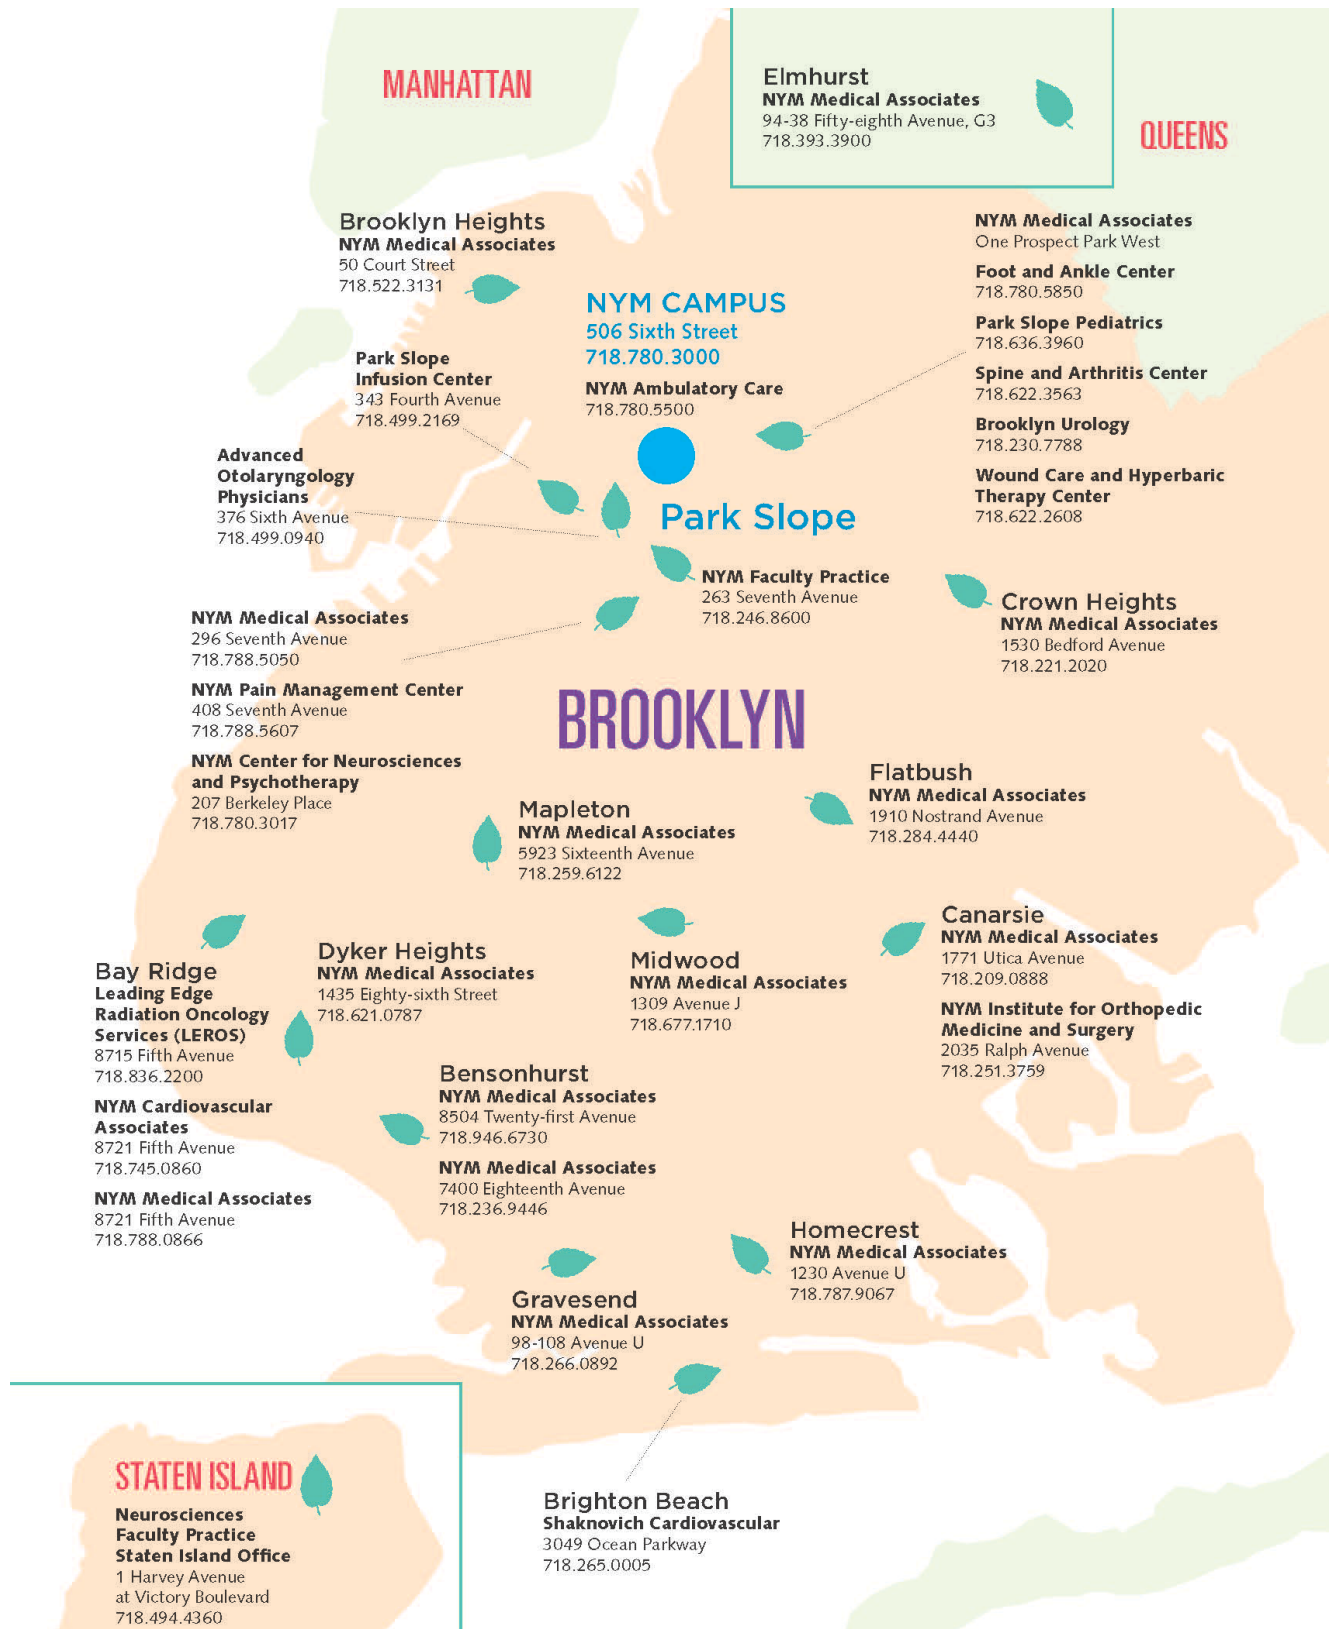 MANHATTAN
Elmhurst
NYM Medical Associates
94-38 Fifty-eighth Avenue, G3
718.393.3900
QUEENS
Brooklyn Heights
NYM Medical Associates
50 Court Street
718.522.3131
NYM CAMPUS
506 Sixth Street
718.780.3000
NYM Ambulatory Care
718.780.5500
NYM Medical Associates
One Prospect Park West
Foot and Ankle Center
718.780.5850
Park Slope Pediatrics
718.636.3960
Spine and Arthritis Center
718.622.3563
Brooklyn Urology
718.230.7788
Wound Care and Hyperbaric
Therapy Center
718.622.2608
Park Slope
Infusion Center
343 Fourth Avenue
718.499.2169
Advanced
Otolaryngology
Physicians
376 Sixth Avenue
718.499.0940
Park Slope
NYM Faculty Practice
263 Seventh Avenue
718.246.8600
Crown Heights
NYM Medical Associates
1530 Bedford Avenue
718.221.2020
NYM Medical Associates
296 Seventh Avenue
718.788.5050
NYM Pain Management Center
408 Seventh Avenue
718.788.5607
NYM Center for Neurosciences
and Psychotherapy
207 Berkeley Place
718.780.3017
BROOKLYN
Flatbush
NYM Medical Associates
1910 Nostrand Avenue
718.284.4440
Mapleton
NYM Medical Associates
5923 Sixteenth Avenue
718.259.6122
Canarsie
NYM Medical Associates
1771 Utica Avenue
718.209.0888
NYM Institute for Orthopedic
Medicine and Surgery
2035 Ralph Avenue
718.251.3759
Midwood
NYM Medical Associates
1309 Avenue J
718.677.1710
Dyker Heights
NYM Medical Associates
1435 Eighty-sixth Street
718.621.0787
Bay Ridge
Leading Edge
Radiation Oncology
Services (LEROS)
8715 Fifth Avenue
718.836.2200
NYM Cardiovascular
Associates
8721 Fifth Avenue
718.745.0860
NYM Medical Associates
8721 Fifth Avenue
718.788.0866
Bensonhurst
NYM Medical Associates
8504 Twenty-first Avenue
718.946.6730
NYM Medical Associates
7400 Eighteenth Avenue
718.236.9446
Homecrest
NYM Medical Associates
1230 Avenue U
718.787.9067
Gravesend
NYM Medical Associates
98-108 Avenue U
718.266.0892
Brighton Beach
Shaknovich Cardiovascular
3049 Ocean Parkway
718.265.0005
STATEN ISLAND
Neurosciences
Faculty Practice
Staten Island Office
1 Harvey Avenue
at Victory Boulevard
718.494.4360